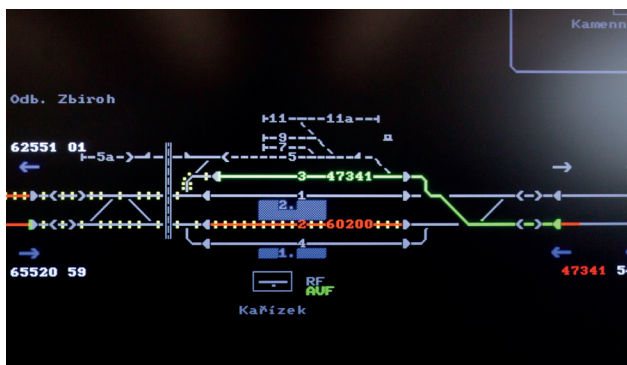 Kamenn
Odb. Zbiroh
11 11a
9
7
62551 01
5a 5
3 47341
1
2.
2 60200
4
1.
65520 59
47341 5
RF
AUF
Kařízek